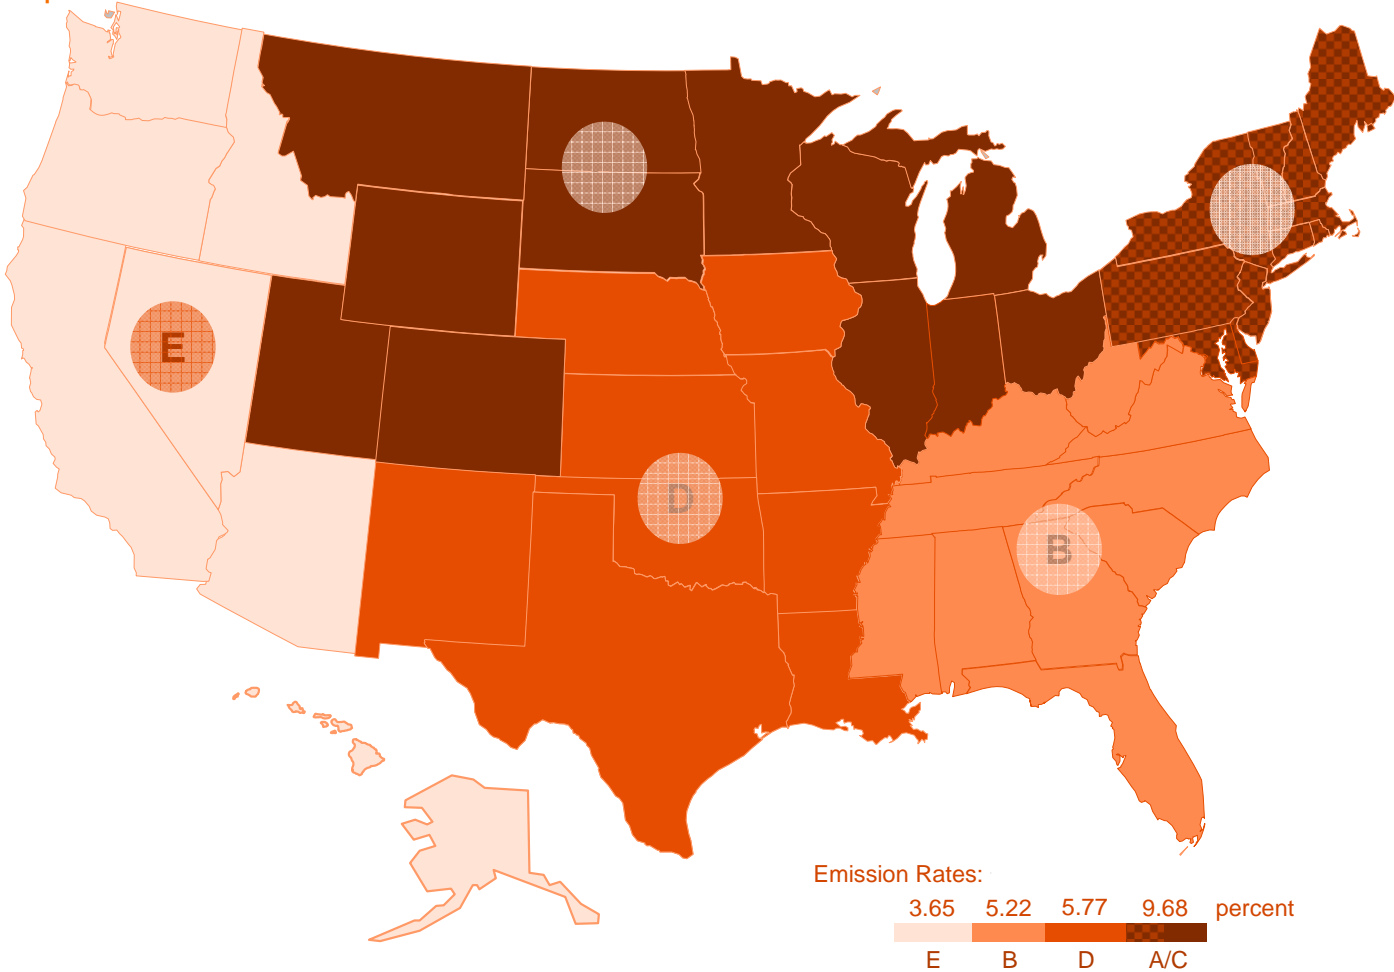 E
D
B
Emission Rates:
3.65 5.22 5.77 9.68 percent
E B D A/C